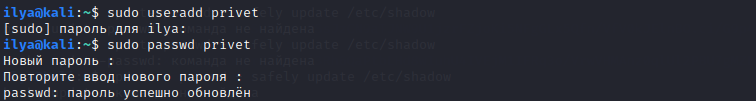 ilya@kali:~$ sudo useradd privet
[sudo] пароль для ilya:
ilya@kali:~$ sudo passwd privet
Новый пароль :
Повторите ввод нового пароля :
passwd: пароль успешно обновлён